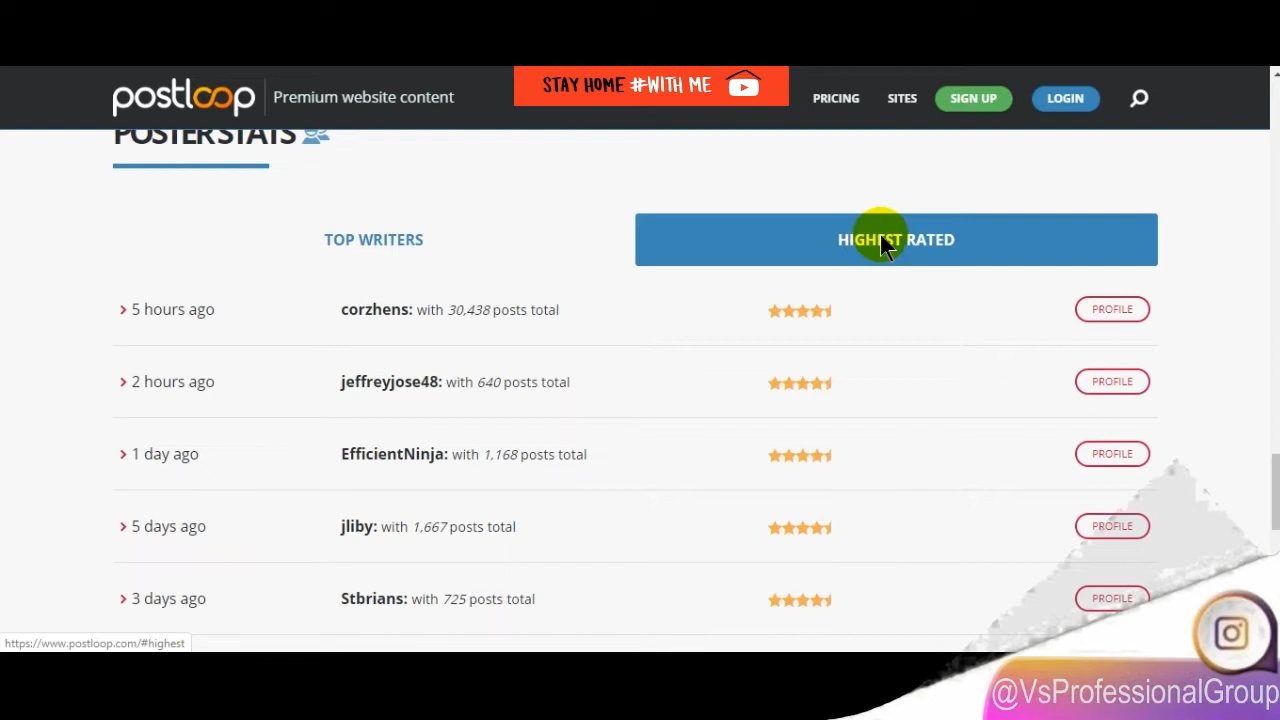 postloop
Premium website content
STAY HOME #WITH ME
PRICING
SITES
SIGN UP
LOGIN
POSTERSTATS
TOP WRITERS
HIGHEST RATED
5 hours ago corzhens: with 30,438 posts total PROFILE
2 hours ago jeffreyjose48: with 640 posts total PROFILE
1 day ago EfficientNinja: with 1,168 posts total PROFILE
5 days ago jliby: with 1,667 posts total PROFILE
3 days ago Stbrians: with 725 posts total PROFILE
https://www.postloop.com/#highest
@VsProfessionalGroup